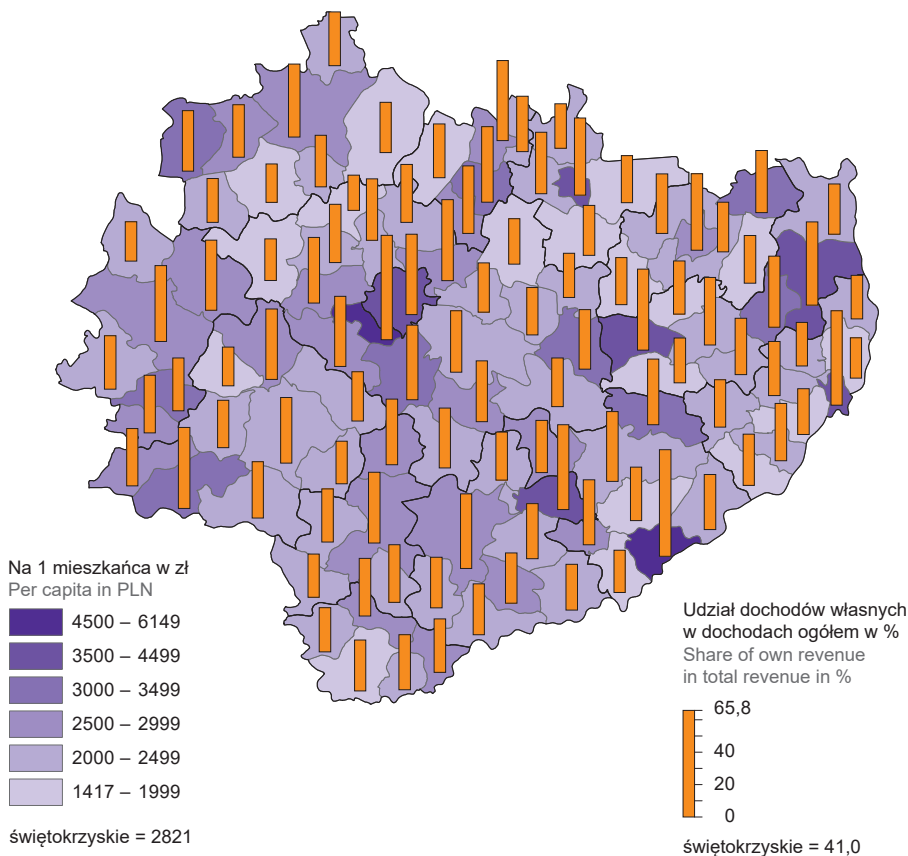 Na 1 mieszkańca w zł
Per capita in PLN
4500 – 6149
3500 – 4499
3000 – 3499
2500 – 2999
2000 – 2499
1417 – 1999
świętokrzyskie = 2821
Udział dochodów własnych
w dochodach ogółem w %
Share of own revenue
in total revenue in %
65,8
40
20
0
świętokrzyskie = 41,0